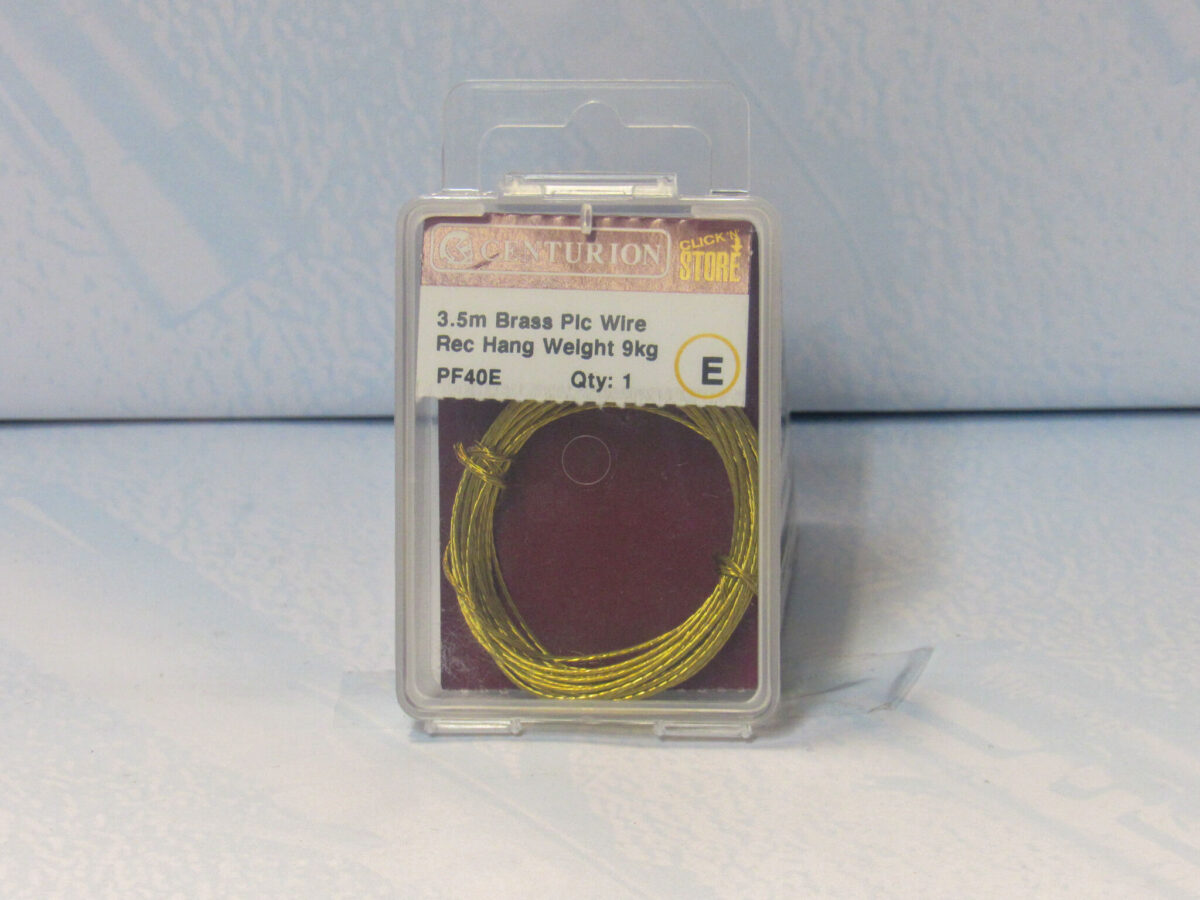 CENTURION
CLICK 'N
STORE
3.5m Brass Pic Wire
Rec Hang Weight 9kg
E
PF40E Qty: 1